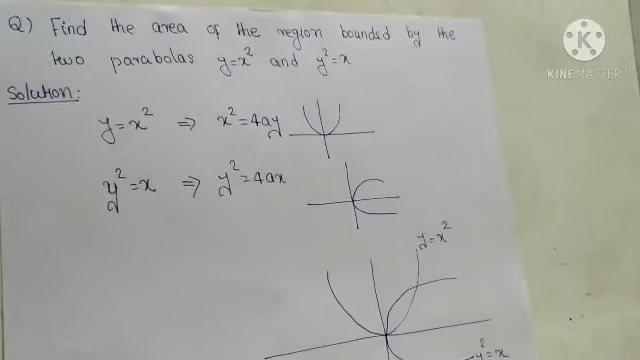 Q) Find the area of the region bounded by the
two parabolas y=x² and y²=x
Solution:
y=x² ⇒ x²=4ay
y²=x ⇒ y²=4ax
y=x²
y²=x
K
KINEMASTER